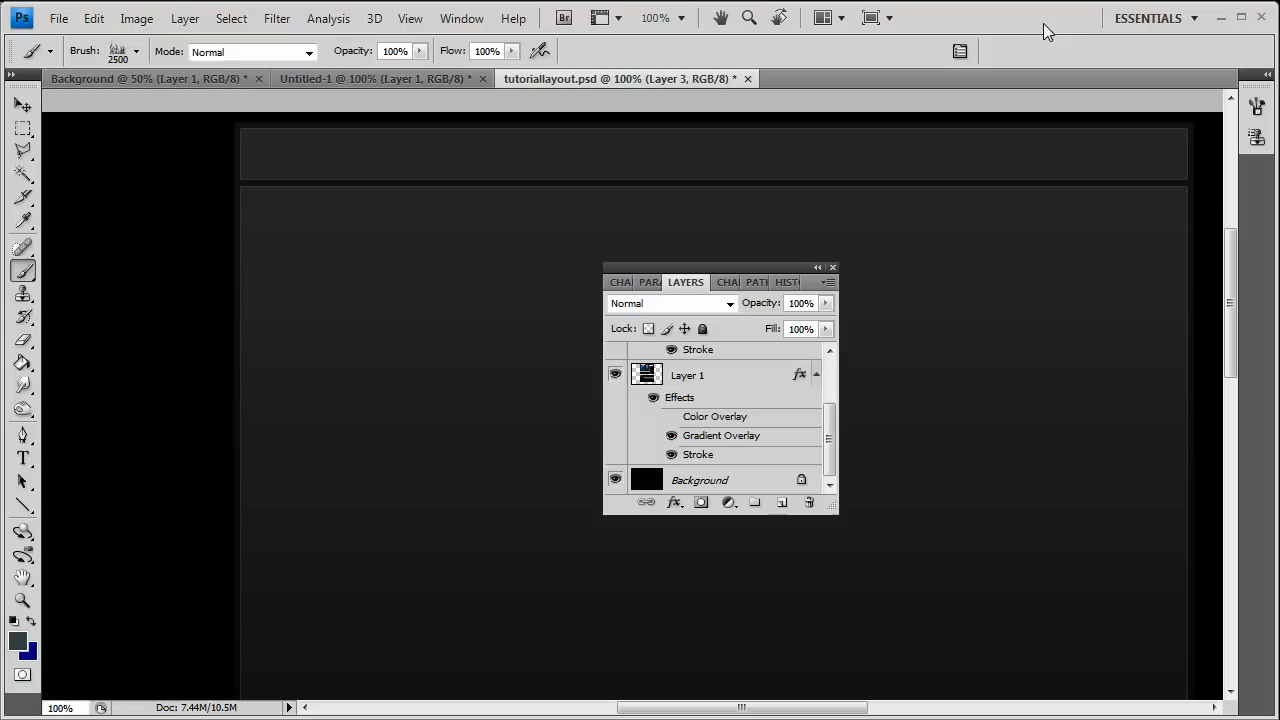 Ps File Edit Image Layer Select Filter Analysis 3D View Window Help Br 100% ESSENTIALS
Brush: 2500 Mode: Normal Opacity: 100% Flow: 100%
Background @ 50% (Layer 1, RGB/8) * Untitled-1 @ 100% (Layer 1, RGB/8) * tutoriallayout.psd @ 100% (Layer 3, RGB/8) *
CHA PARA LAYERS CHA PATH HIST
Normal Opacity: 100%
Lock: Fill: 100%
Stroke
Layer 1 fx
Effects
Color Overlay
Gradient Overlay
Stroke
Background
fx
T
100% Doc: 7.44M/10.5M